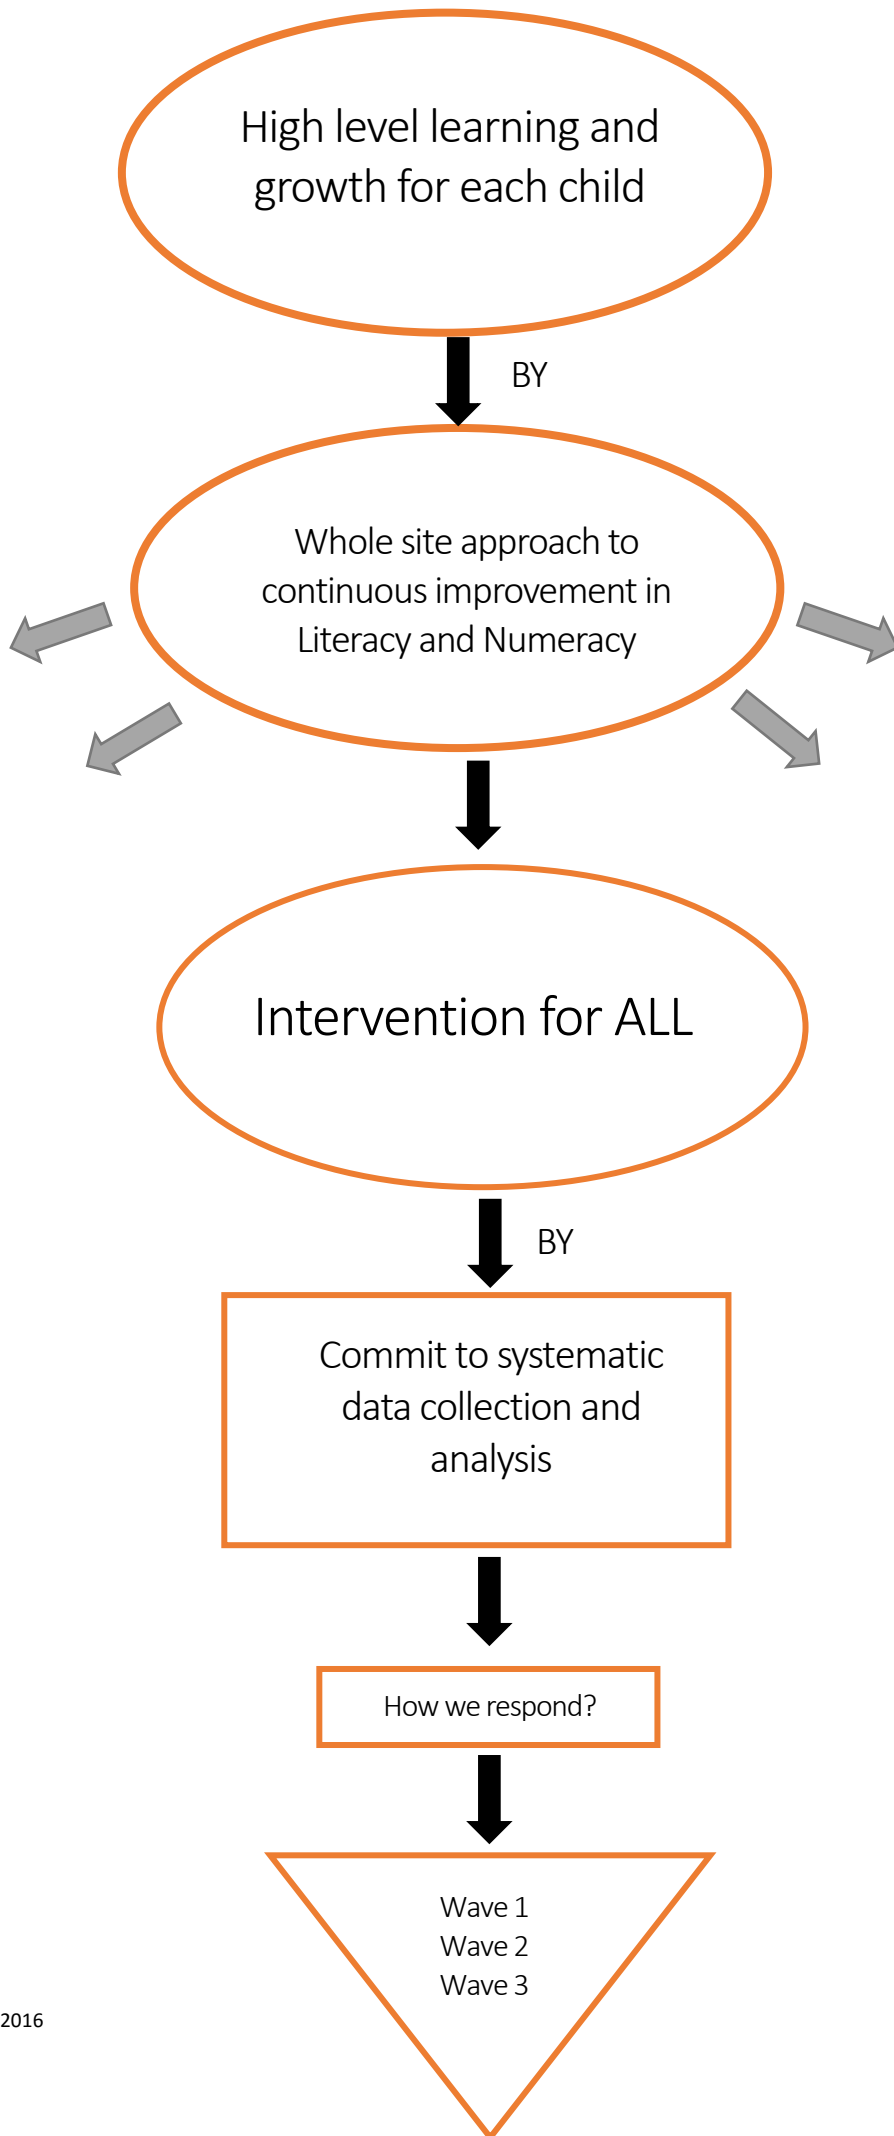 High level learning and
growth for each child
BY
Whole site approach to
continuous improvement in
Literacy and Numeracy
Intervention for ALL
BY
Commit to systematic
data collection and
analysis
How we respond?
Wave 1
Wave 2
Wave 3
2016